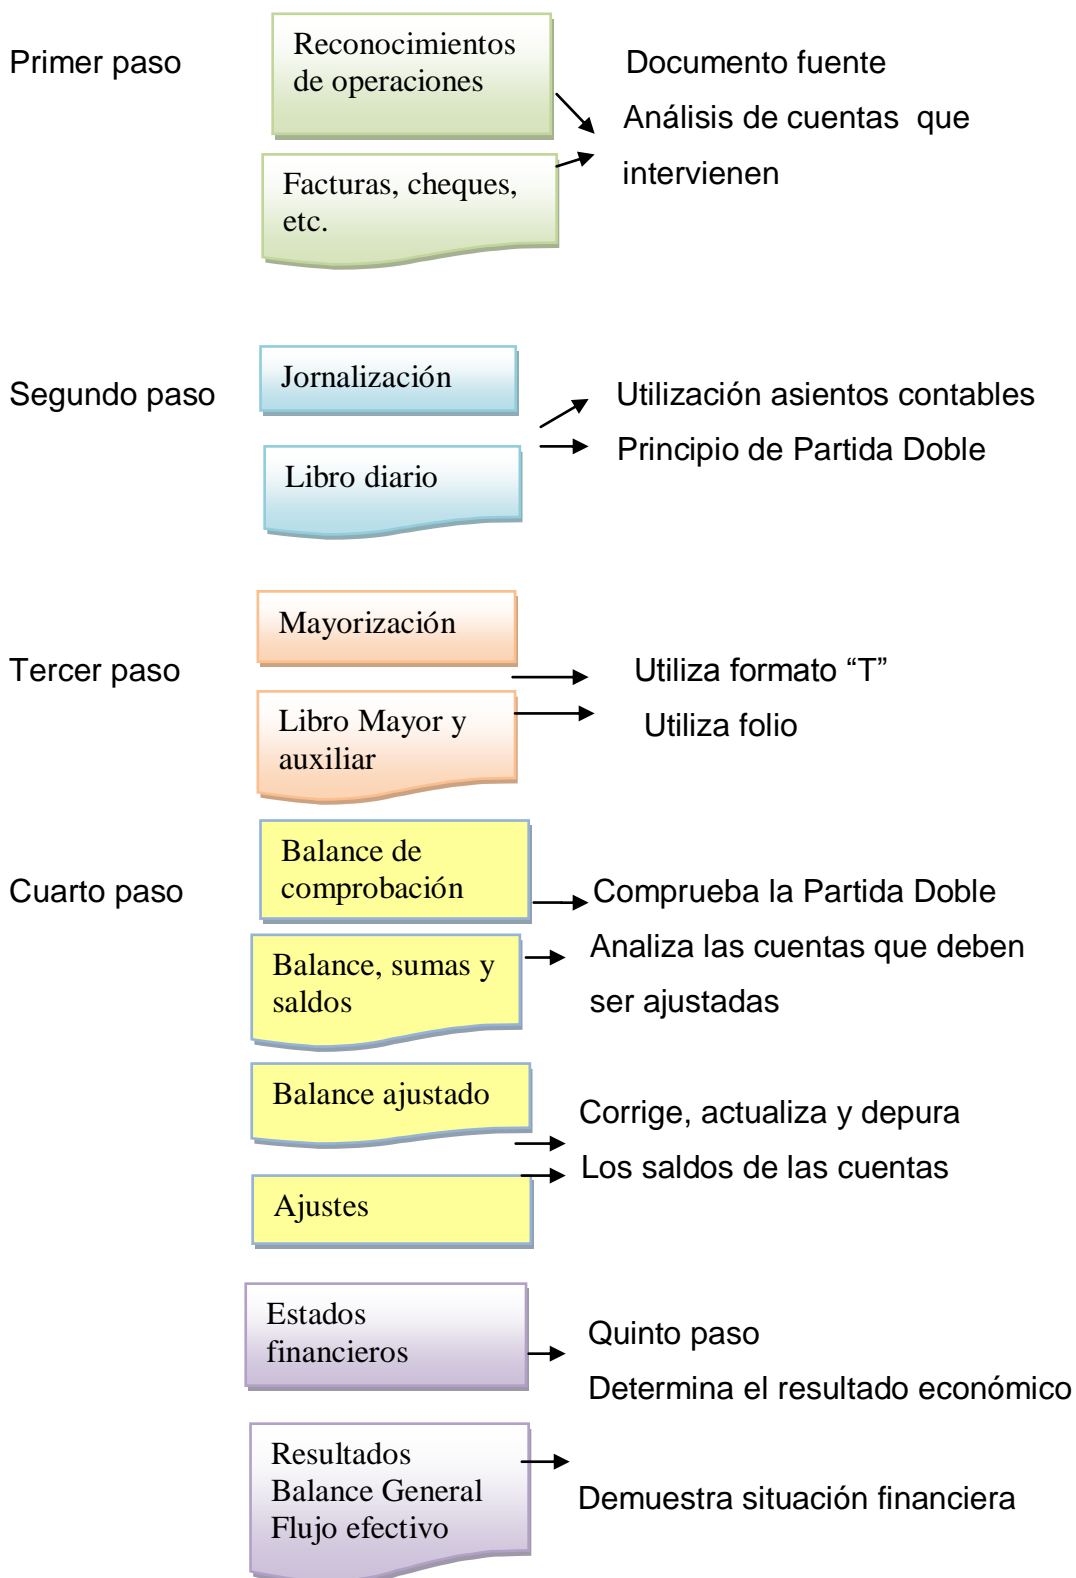 Primer paso
Reconocimientos
de operaciones
Documento fuente
Análisis de cuentas que
intervienen
Facturas, cheques,
etc.
Segundo paso
Jornalización
Utilización asientos contables
Principio de Partida Doble
Libro diario
Tercer paso
Mayorización
Utiliza formato “T”
Libro Mayor y
auxiliar
Utiliza folio
Cuarto paso
Balance de
comprobación
Comprueba la Partida Doble
Balance, sumas y
saldos
Analiza las cuentas que deben
ser ajustadas
Balance ajustado
Corrige, actualiza y depura
Los saldos de las cuentas
Ajustes
Estados
financieros
Quinto paso
Determina el resultado económico
Resultados
Balance General
Flujo efectivo
Demuestra situación financiera